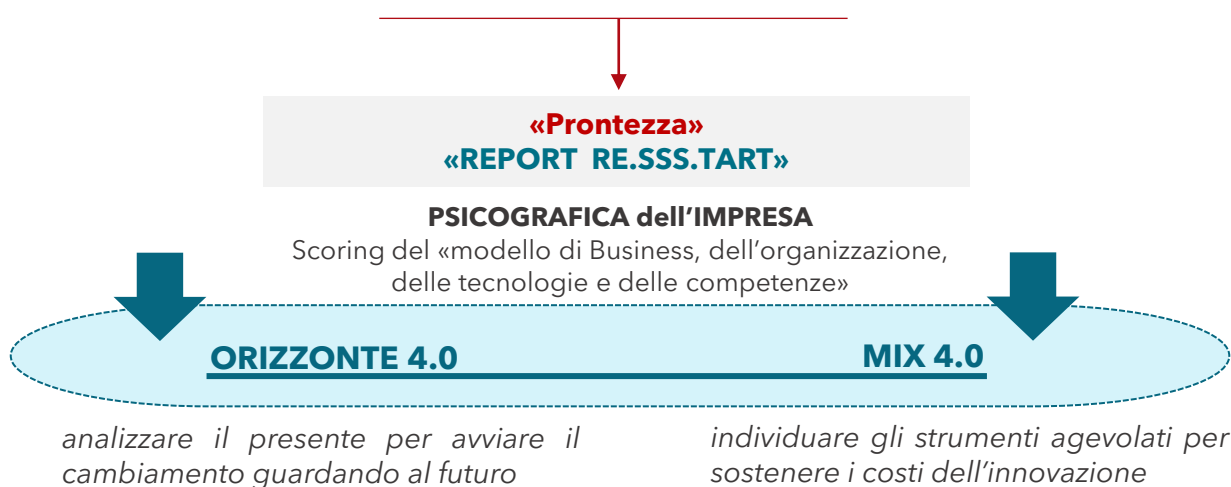 «Prontezza»
«REPORT RE.SSS.TART»
PSICOGRAFICA dell'IMPRESA
Scoring del «modello di Business, dell'organizzazione,
delle tecnologie e delle competenze»
ORIZZONTE 4.0
MIX 4.0
analizzare il presente per avviare il
cambiamento guardando al futuro
individuare gli strumenti agevolati per
sostenere i costi dell'innovazione